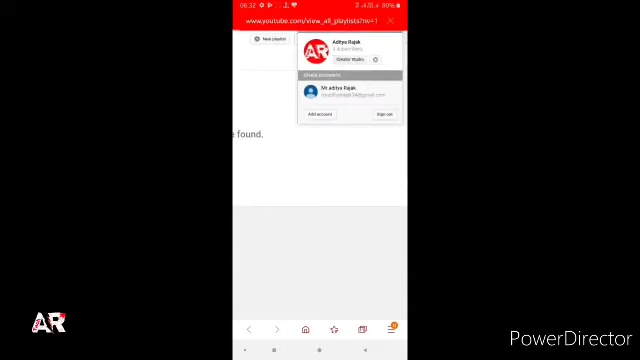 06:32
80%
www.youtube.com/view_all_playlists?nv=1
New playlist
AR
Aditya Rajak
Creator Studio
e found.
OTHER ACCOUNTS
Mr aditya Rajak
Add account
Sign out
AR
PowerDirector